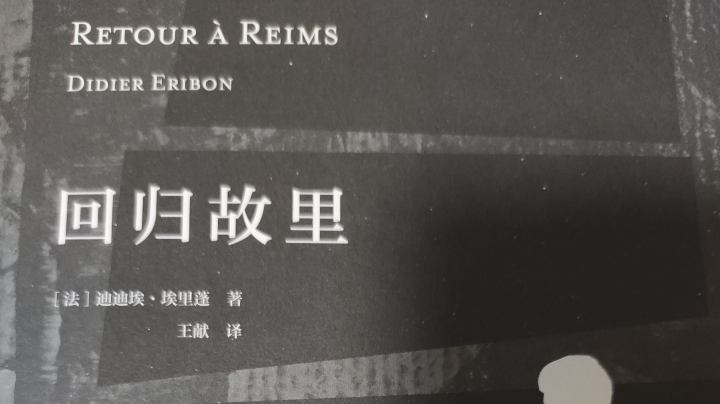 RETOUR À REIMS
DIDIER ERIBON
回归故里
[法] 迪迪埃·埃里蓬 著
王献 译